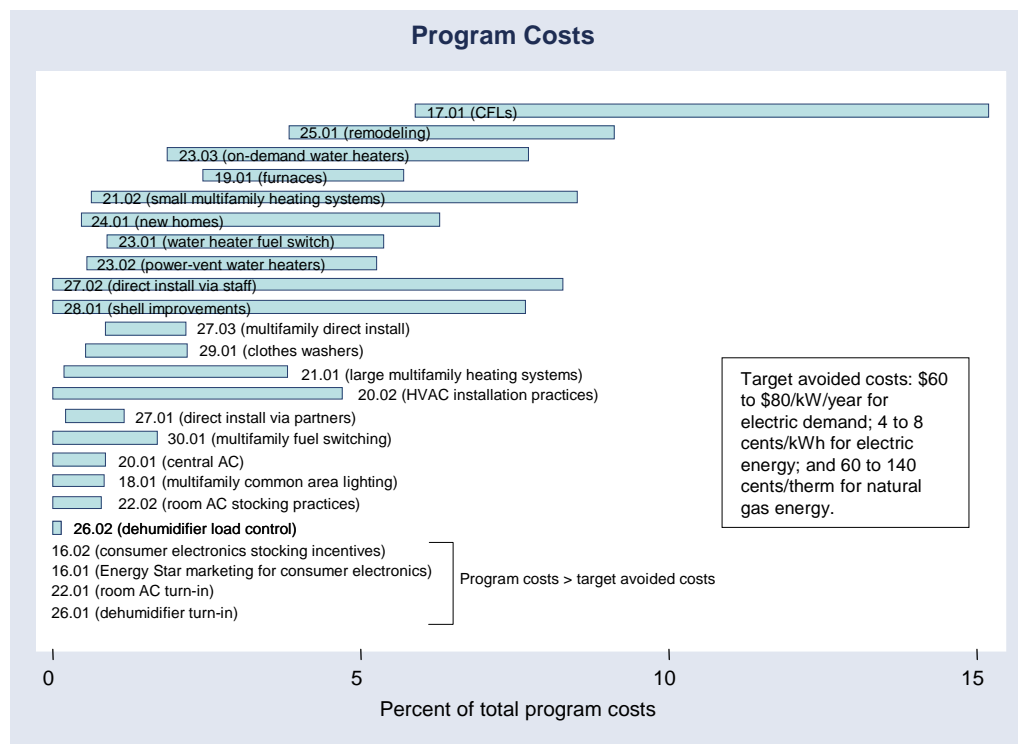 Program Costs
17.01 (CFLs)
25.01 (remodeling)
23.03 (on-demand water heaters)
19.01 (furnaces)
21.02 (small multifamily heating systems)
24.01 (new homes)
23.01 (water heater fuel switch)
23.02 (power-vent water heaters)
27.02 (direct install via staff)
28.01 (shell improvements)
27.03 (multifamily direct install)
29.01 (clothes washers)
21.01 (large multifamily heating systems)
20.02 (HVAC installation practices)
27.01 (direct install via partners)
30.01 (multifamily fuel switching)
20.01 (central AC)
18.01 (multifamily common area lighting)
22.02 (room AC stocking practices)
26.02 (dehumidifier load control)
16.02 (consumer electronics stocking incentives)
16.01 (Energy Star marketing for consumer electronics)
22.01 (room AC turn-in)
26.01 (dehumidifier turn-in)
Program costs > target avoided costs
Target avoided costs: $60
to $80/kW/year for
electric demand; 4 to 8
cents/kWh for electric
energy; and 60 to 140
cents/therm for natural
gas energy.
0 5 10 15
Percent of total program costs